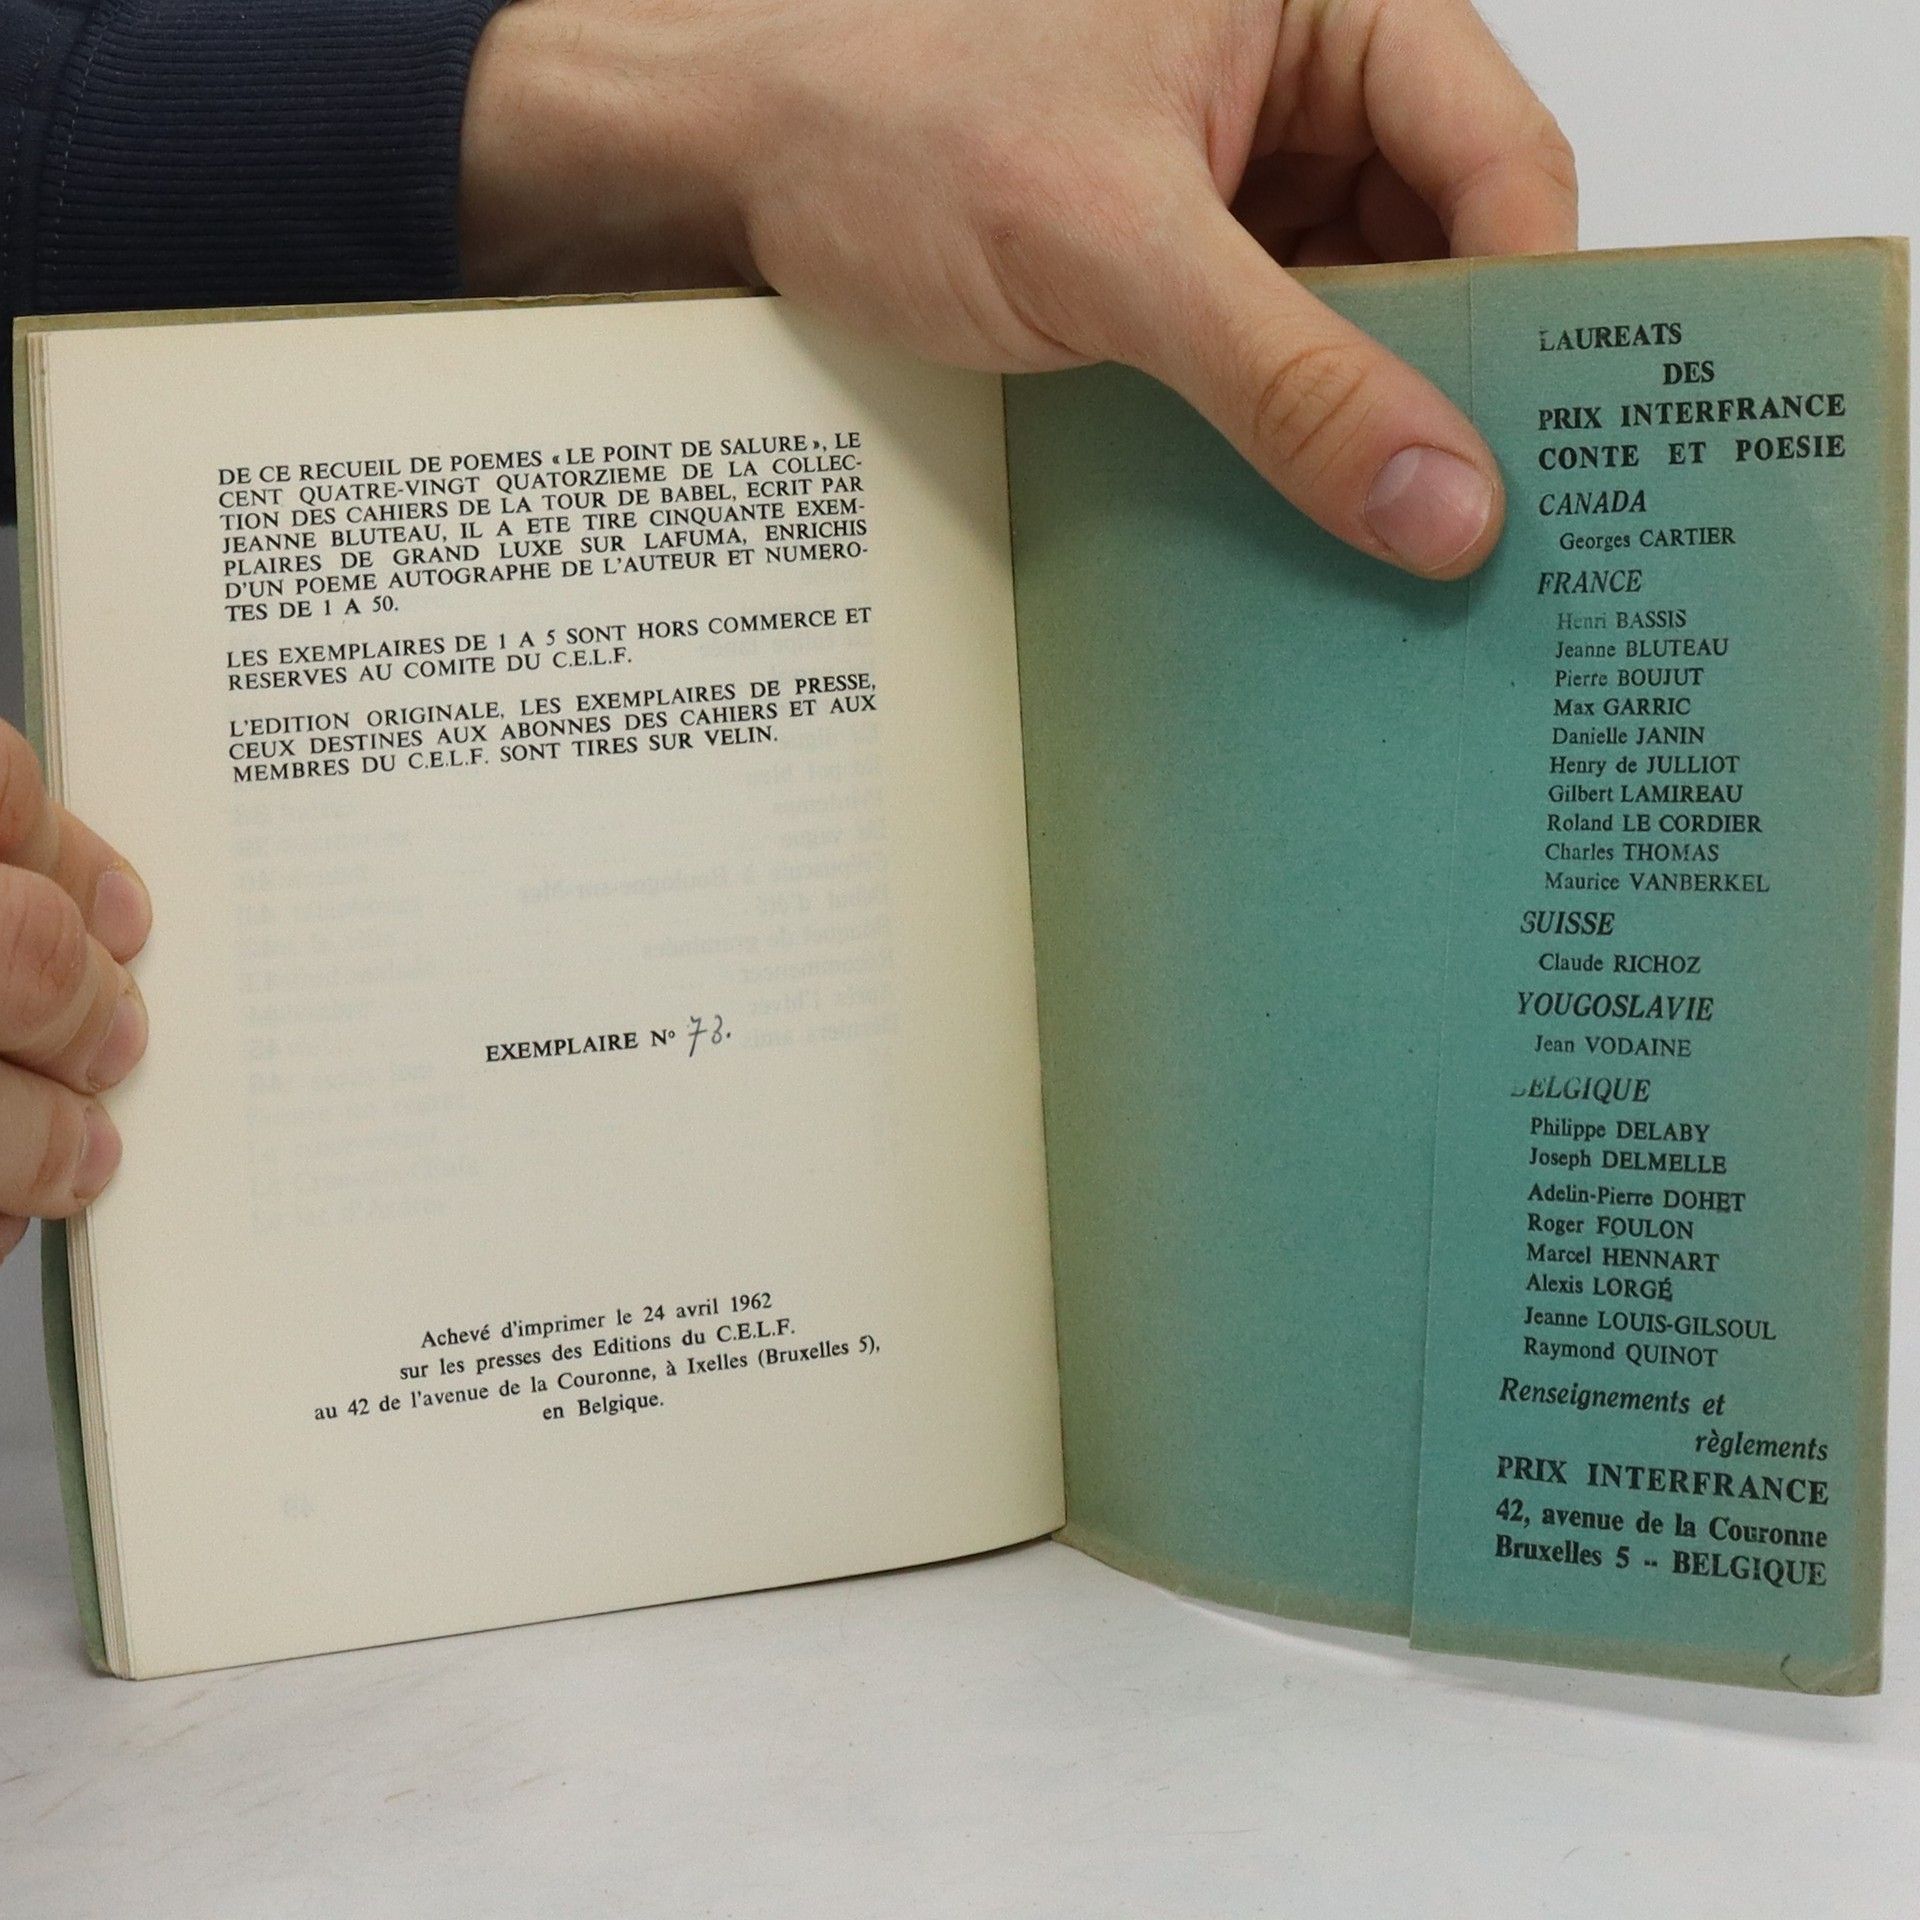 DE CE RECUEIL DE POEMES « LE POINT DE SALURE », LE
CENT QUATRE-VINGT QUATORZIEME DE LA COLLEC-
TION DES CAHIERS DE LA TOUR DE BABEL, ECRIT PAR
JEANNE BLUTEAU, IL A ETE TIRE CINQUANTE EXEM-
PLAIRES DE GRAND LUXE SUR LAFUMA, ENRICHIS
D'UN POEME AUTOGRAPHE DE L'AUTEUR ET NUMERO-
TES DE 1 A 50.
LES EXEMPLAIRES DE 1 A 5 SONT HORS COMMERCE ET
RESERVES AU COMITE DU C.E.L.F.
L'EDITION ORIGINALE, LES EXEMPLAIRES DE PRESSE,
CEUX DESTINES AUX ABONNES DES CAHIERS ET AUX
MEMBRES DU C.E.L.F. SONT TIRES SUR VELIN.
EXEMPLAIRE N° 73.
Achevé d'imprimer le 24 avril 1962
sur les presses des Editions du C.E.L.F.
au 42 de l'avenue de la Couronne, à Ixelles (Bruxelles 5),
en Belgique.
LAUREATS
DES
PRIX INTERFRANCE
CONTE ET POESIE
CANADA
Georges CARTIER
FRANCE
Henri BASSIS
Jeanne BLUTEAU
Pierre BOUJUT
Max GARRIC
Danielle JANIN
Henry de JULLIOT
Gilbert LAMIREAU
Roland LE CORDIER
Charles THOMAS
Maurice VANBERKEL
SUISSE
Claude RICHOZ
YOUGOSLAVIE
Jean VODAINE
BELGIQUE
Philippe DELABY
Joseph DELMELLE
Adelin-Pierre DOHET
Roger FOULON
Marcel HENNART
Alexis LORGÉ
Jeanne LOUIS-GILSOUL
Raymond QUINOT
Renseignements et
règlements
PRIX INTERFRANCE
42, avenue de la Couronne
Bruxelles 5 -- BELGIQUE